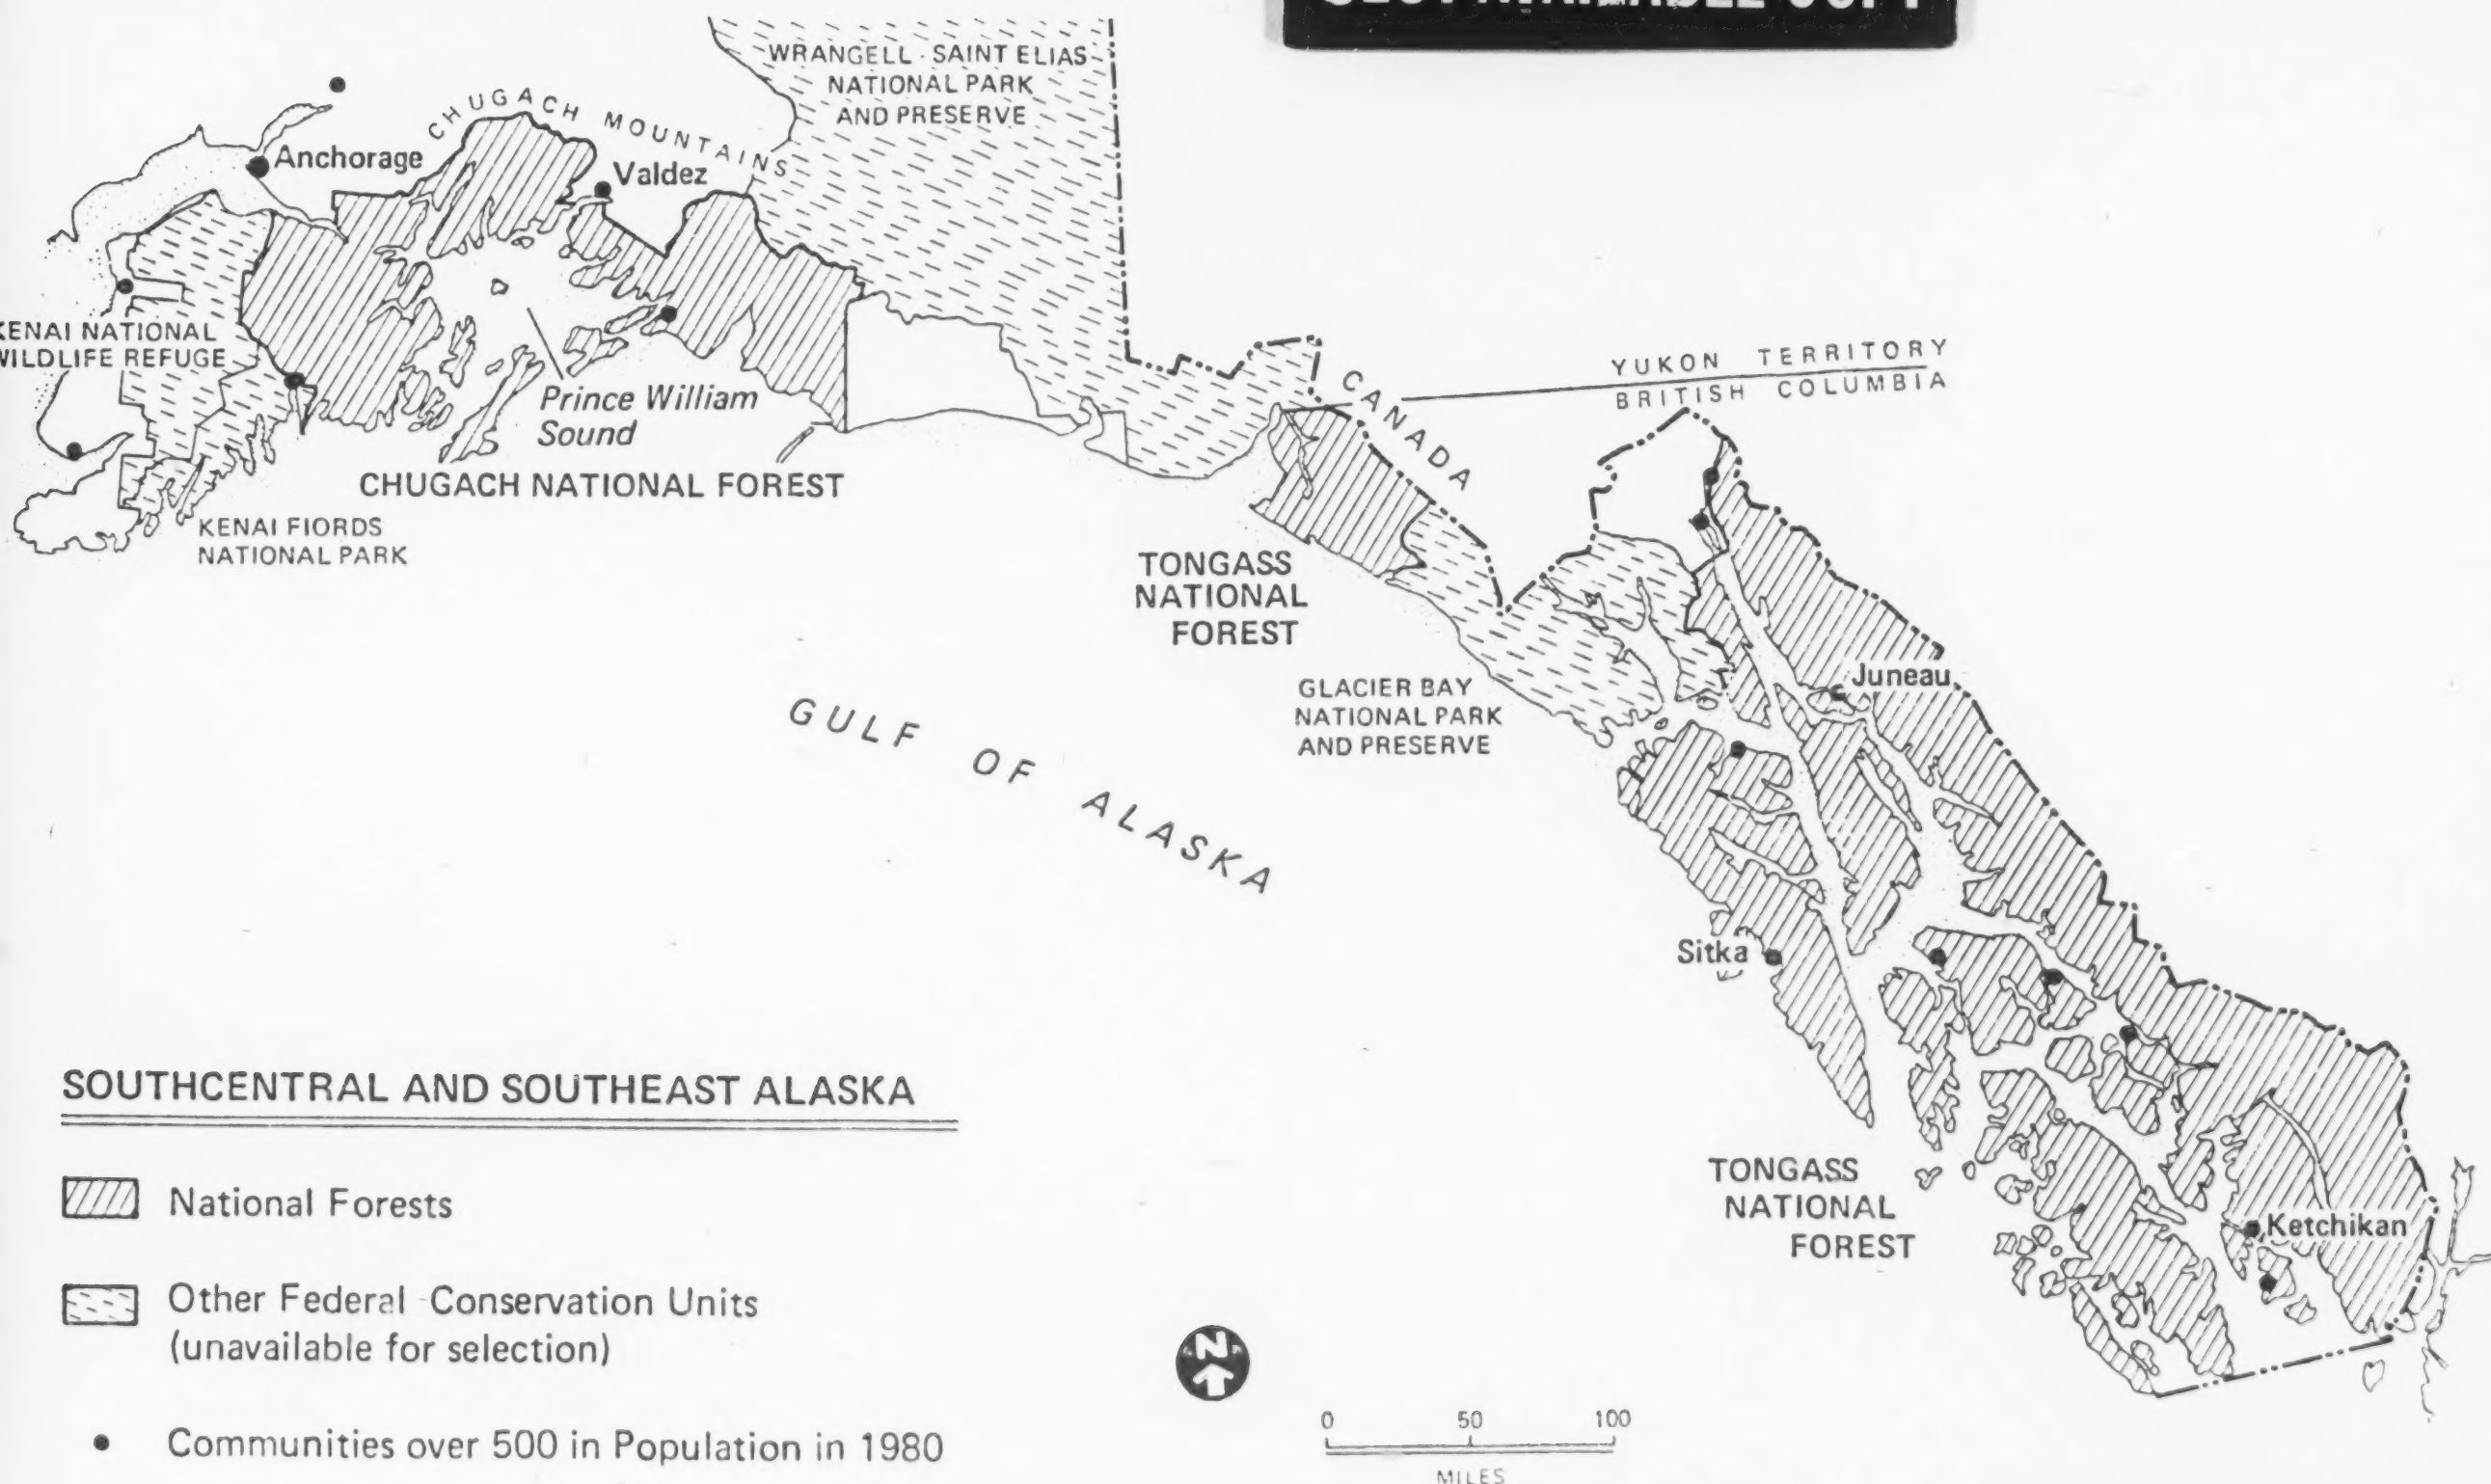 WRANGELL - SAINT ELIAS
NATIONAL PARK
AND PRESERVE
CHUGACH MOUNTAINS
Anchorage
Valdez
KENAI NATIONAL
WILDLIFE REFUGE
Prince William
Sound
CHUGACH NATIONAL FOREST
KENAI FIORDS
NATIONAL PARK
YUKON TERRITORY
BRITISH COLUMBIA
CANADA
TONGASS
NATIONAL
FOREST
GLACIER BAY
NATIONAL PARK
AND PRESERVE
Juneau
GULF OF ALASKA
Sitka
SOUTHCENTRAL AND SOUTHEAST ALASKA
National Forests
Other Federal Conservation Units
(unavailable for selection)
Communities over 500 in Population in 1980
TONGASS
NATIONAL
FOREST
Ketchikan
N
0 50 100
MILES